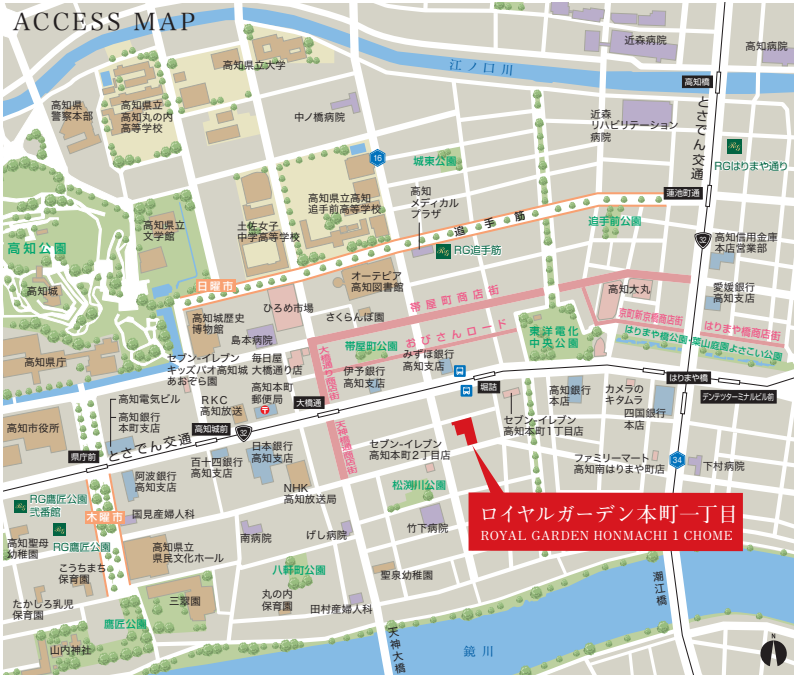 ACCESS MAP
近森病院
高知病院
高知県立大学
江ノ口川
高知橋
高知県
警察本部
高知県立
高知丸の内
高等学校
中ノ橋病院
近森
リハビリテーション
病院
とさでん交通
16
城東公園
RG
RGはりまや通り
高知
メディカル
プラザ
蓮池町通
高知県立高知
追手前高等学校
追手筋
追手前公園
高知県立
文学館
土佐女子
中学高等学校
高知公園
RG
RG追手筋
32
高知信用金庫
本店営業部
オーテピア
高知図書館
日曜市
高知城
愛媛銀行
高知支店
高知大丸
帯屋町商店街
ひろめ市場
さくらんぼ園
高知城歴史
博物館
京町新京橋商店街
はりまや橋商店街
おびさんロード
東洋電化
中央公園
はりまや橋公園・葉山庭園よさこい公園
島本病院
帯屋町公園
大橋通り商店街
みずほ銀行
高知支店
高知県庁
セブン-イレブン
キッズバオ高知城
あおぞら園
毎日屋
大橋通り店
伊予銀行
高知支店
はりまや橋
堀詰
高知本町
郵便局
高知銀行
本店
カメラの
キタムラ
デンテツターミナルビル前
高知電気ビル
RKC
高知放送
大橋通
高知銀行
本町支店
高知城前
32
四国銀行
本店
セブン-イレブン
高知本町1丁目店
高知市役所
とさでん交通
天神橋通商店街
日本銀行
高知支店
セブン-イレブン
高知本町2丁目店
県庁前
百十四銀行
高知支店
ファミリーマート
高知南はりまや町店
34
下村病院
阿波銀行
高知支店
NHK
高知放送局
松渕川公園
RG
RG鷹匠公園
弐番館
木曜市
国見産婦人科
ロイヤルガーデン本町一丁目
ROYAL GARDEN HONMACHI 1 CHOME
RG
RG鷹匠公園
高知聖母
幼稚園
高知県立
県民文化ホール
南病院
げし病院
竹下病院
こうちまち
保育園
八軒町公園
聖泉幼稚園
潮江橋
たかしろ乳児
保育園
三翠園
丸の内
保育園
田村産婦人科
鷹匠公園
天神大橋
山内神社
鏡川
N